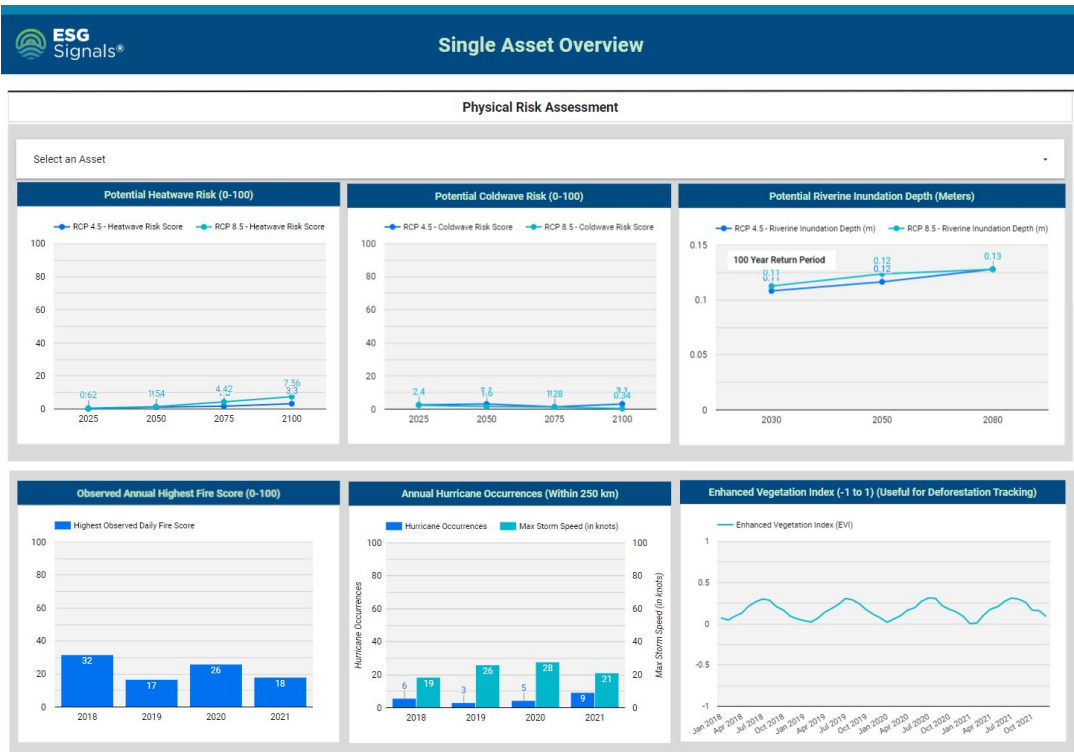 ESG
Signals®
Single Asset Overview
Physical Risk Assessment
Select an Asset
Potential Heatwave Risk (0-100)
RCP 4.5 - Heatwave Risk Score RCP 8.5 - Heatwave Risk Score
100
80
60
40
20
0
0.62
1.54
4.42
7.56
3.3
2025 2050 2075 2100
Potential Coldwave Risk (0-100)
RCP 4.5 - Coldwave Risk Score RCP 8.5 - Coldwave Risk Score
100
80
60
40
20
0
2.4
1.6
1.28
3.1
0.34
2025 2050 2075 2100
Potential Riverine Inundation Depth (Meters)
RCP 4.5 - Riverine Inundation Depth (m) RCP 8.5 - Riverine Inundation Depth (m)
0.15
0.1
0.05
0
100 Year Return Period
0.11
0.11
0.12
0.12
0.13
2030 2050 2080
Observed Annual Highest Fire Score (0-100)
Highest Observed Daily Fire Score
100
80
60
40
20
0
32
17
26
18
2018 2019 2020 2021
Annual Hurricane Occurrences (Within 250 km)
Hurricane Occurrences Max Storm Speed (in knots)
Hurricane Occurrences
100
80
60
40
20
0
6 19
3 26
5 28
9 21
100
80
60
40
20
0
Max Storm Speed (in knots)
2018 2019 2020 2021
Enhanced Vegetation Index (-1 to 1) (Useful for Deforestation Tracking)
Enhanced Vegetation Index (EVI)
1
0.5
0
-0.5
-1
Jan 2018 Apr 2018 Jul 2018 Oct 2018 Jan 2019 Apr 2019 Jul 2019 Oct 2019 Jan 2020 Apr 2020 Jul 2020 Oct 2020 Jan 2021 Apr 2021 Jul 2021 Oct 2021